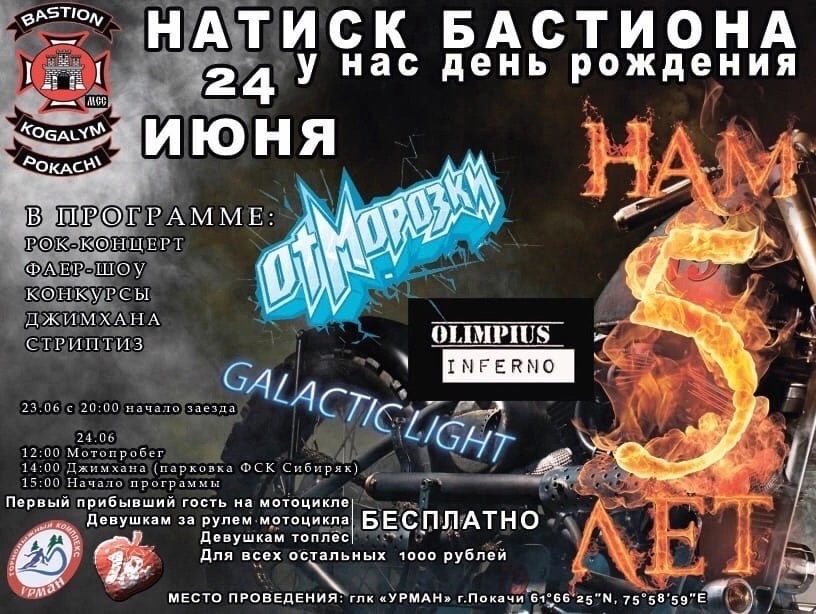 BASTION
MCC
KOGALYM
POKACHI
НАТИСК БАСТИОНА
у нас день рождения
24
ИЮНЯ
НАМ
5
ЛЕТ
В ПРОГРАММЕ:
РОК-КОНЦЕРТ
ФАЕР-ШОУ
КОНКУРСЫ
ДЖИМХАНА
СТРИПТИЗ
ОТМОРОЗКИ
OLIMPIUS
INFERNO
GALACTIC LIGHT
23.06 с 20:00 начало заезда
24.06
12:00 Мотопробег
14:00 Джимхана (парковка ФСК Сибиряк)
15:00 Начало программы
Первый прибывший гость на мотоцикле
Девушкам за рулем мотоцикла
Девушкам топлес
БЕСПЛАТНО
Для всех остальных 1000 рублей
ГОРНОЛЫЖНЫЙ КОМПЛЕКС
УРМАН
18
МЕСТО ПРОВЕДЕНИЯ: глк «УРМАН» г.Покачи 61°66 25"N, 75°58'59"E